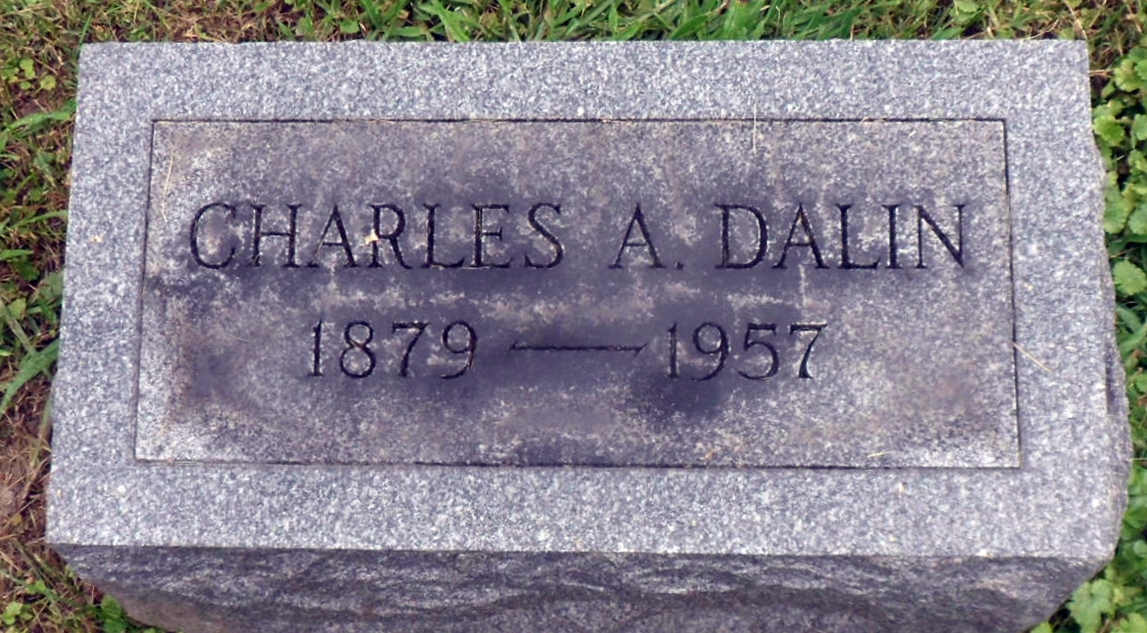 CHARLES A. DALIN
1879 — 1957